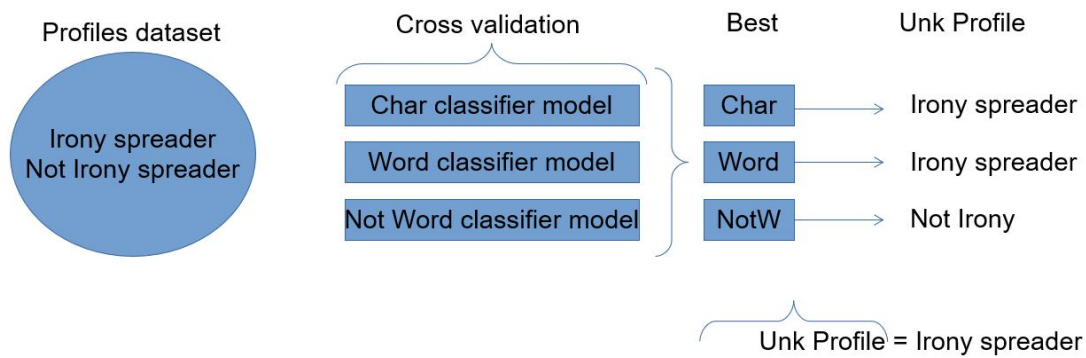 Profiles dataset
Cross validation
Best
Unk Profile
Irony spreader
Not Irony spreader
Char classifier model
Char
Irony spreader
Word classifier model
Word
Irony spreader
Not Word classifier model
NotW
Not Irony
Unk Profile = Irony spreader